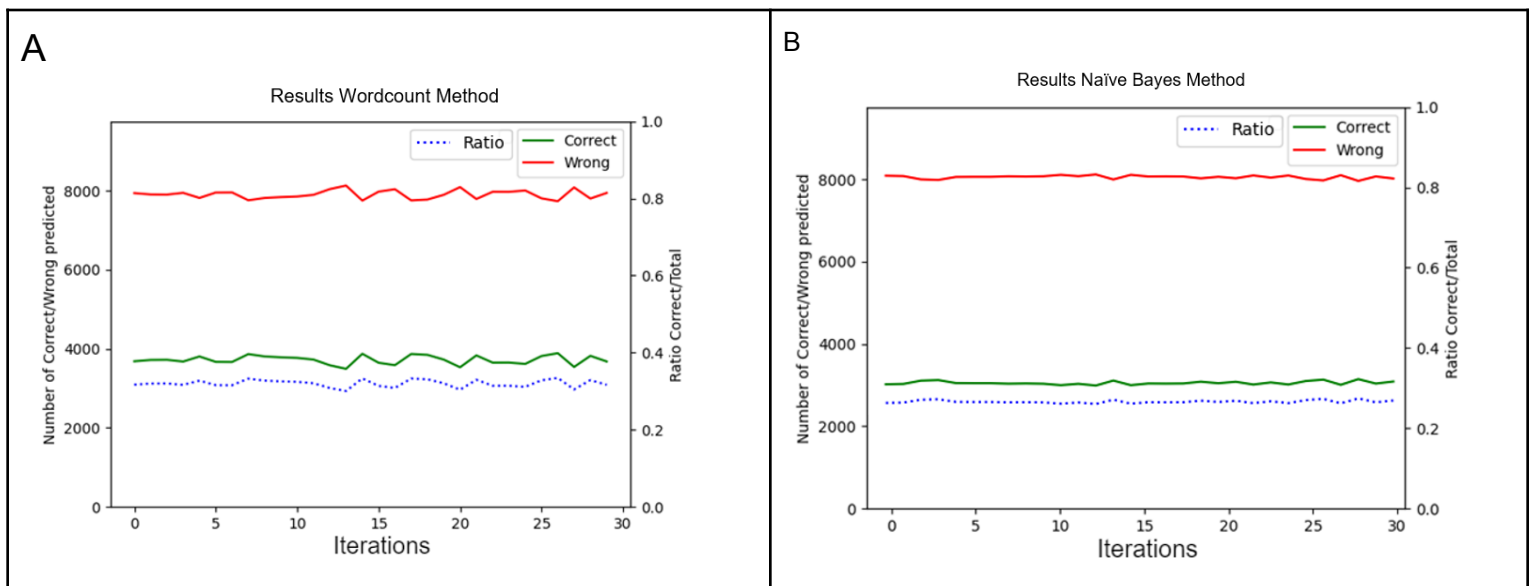 A
Results Wordcount Method
Ratio
Correct
Wrong
Number of Correct/Wrong predicted
8000
6000
4000
2000
0
1.0
0.8
0.6
0.4
0.2
0.0
Ratio Correct/Total
0 5 10 15 20 25 30
Iterations
B
Results Naïve Bayes Method
Ratio
Correct
Wrong
Number of Correct/Wrong predicted
8000
6000
4000
2000
0
1.0
0.8
0.6
0.4
0.2
0.0
Ratio Correct/Total
0 5 10 15 20 25 30
Iterations